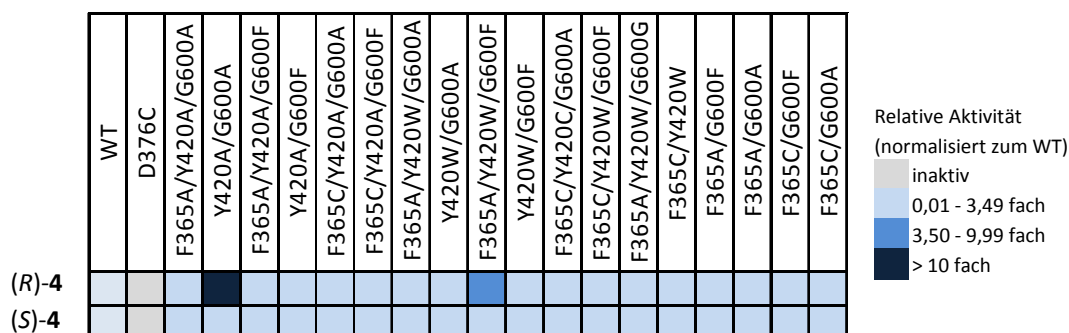 WT
D376C
F365A/Y420A/G600A
Y420A/G600A
F365A/Y420A/G600F
Y420A/G600F
F365C/Y420A/G600A
F365C/Y420A/G600F
F365A/Y420W/G600A
Y420W/G600A
F365A/Y420W/G600F
Y420W/G600F
F365C/Y420C/G600A
F365C/Y420W/G600F
F365A/Y420W/G600G
F365C/Y420W
F365A/G600F
F365A/G600A
F365C/G600F
F365C/G600A
(R)-4
(S)-4
Relative Aktivität
(normalisiert zum WT)
inaktiv
0,01 - 3,49 fach
3,50 - 9,99 fach
> 10 fach